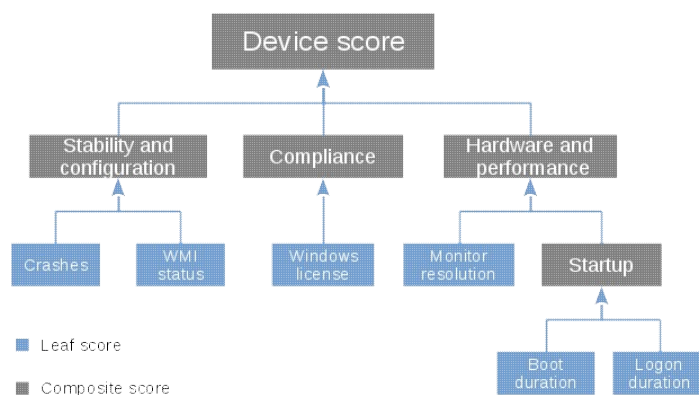 Device score
Stability and
configuration
Compliance
Hardware and
performance
Crashes
WMI
status
Windows
license
Monitor
resolution
Startup
Leaf score
Boot
duration
Logon
duration
Composite score